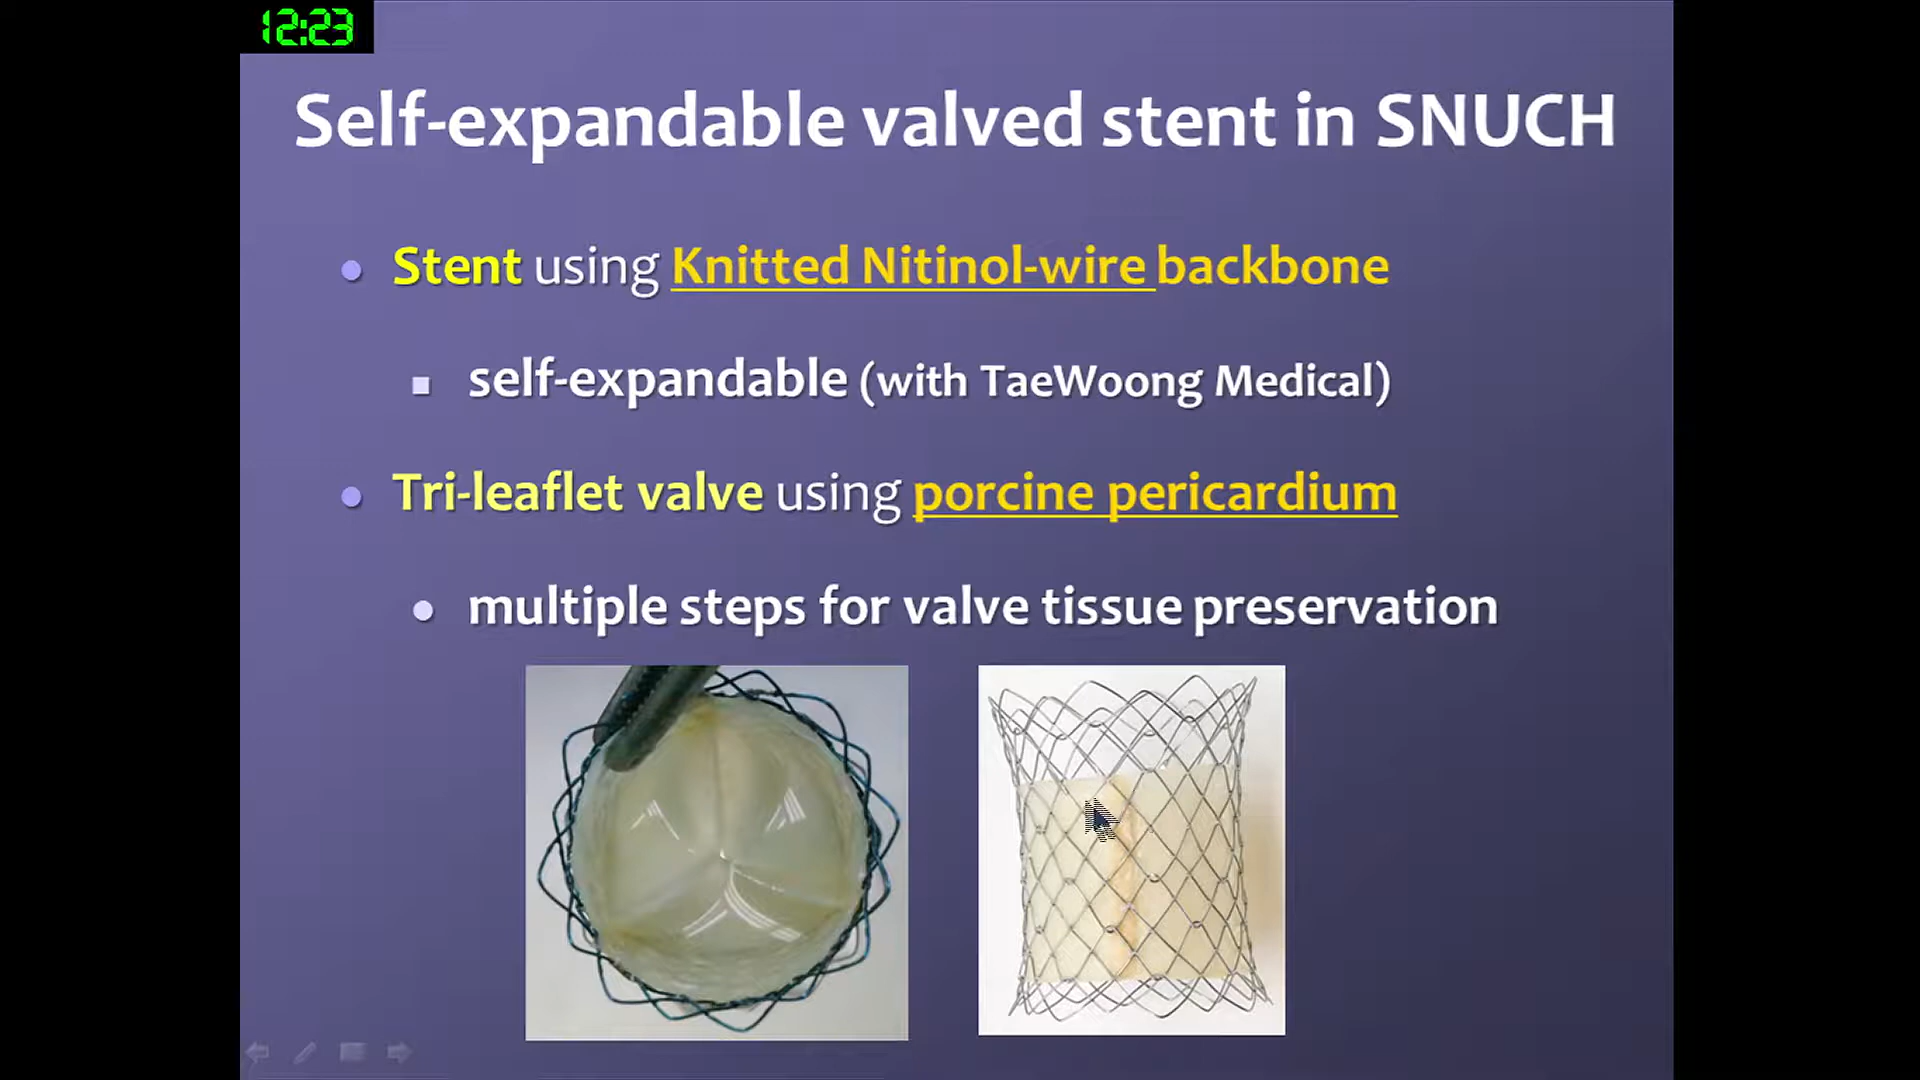 12:23
Self-expandable valved stent in SNUCH
Stent using Knitted Nitinol-wire backbone
self-expandable (with TaeWoong Medical)
Tri-leaflet valve using porcine pericardium
multiple steps for valve tissue preservation